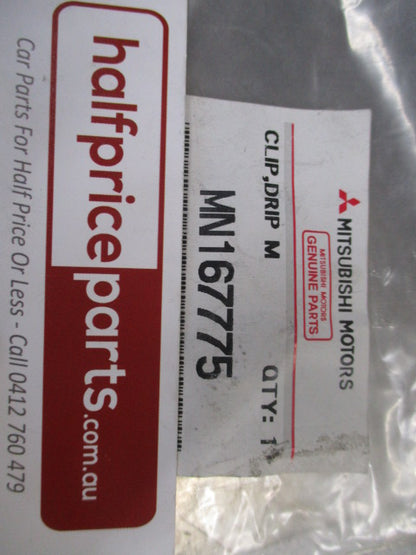 halfpriceparts.com.au
Car Parts For Half Price Or Less - Call 0412 760 479
MITSUBISHI MOTORS
MITSUBISHI MOTORS
GENUINE PARTS
CLIP,DRIP M QTY: 1
MN167775